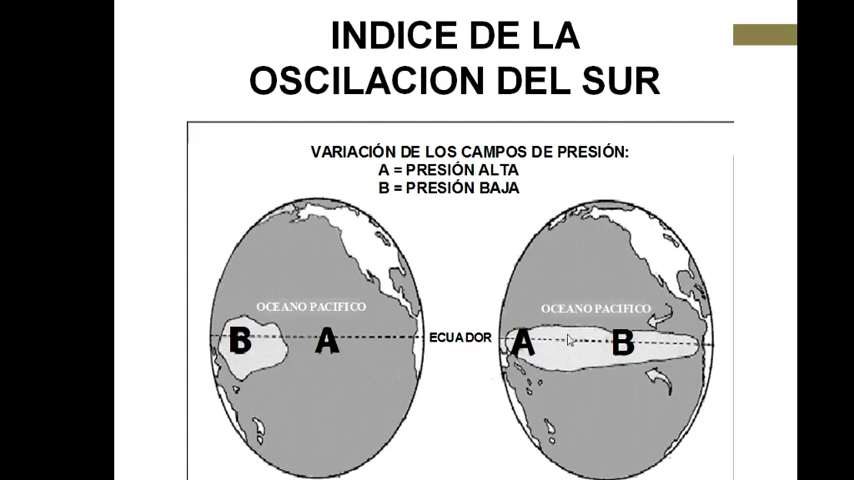 INDICE DE LA
OSCILACION DEL SUR
VARIACIÓN DE LOS CAMPOS DE PRESIÓN:
A = PRESIÓN ALTA
B = PRESIÓN BAJA
OCEANO PACIFICO
B A
ECUADOR
OCEANO PACIFICO
A B